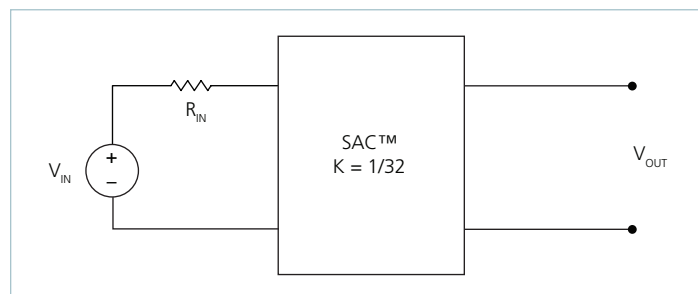 R_IN
SAC™
K = 1/32
+
V_IN
–
V_OUT